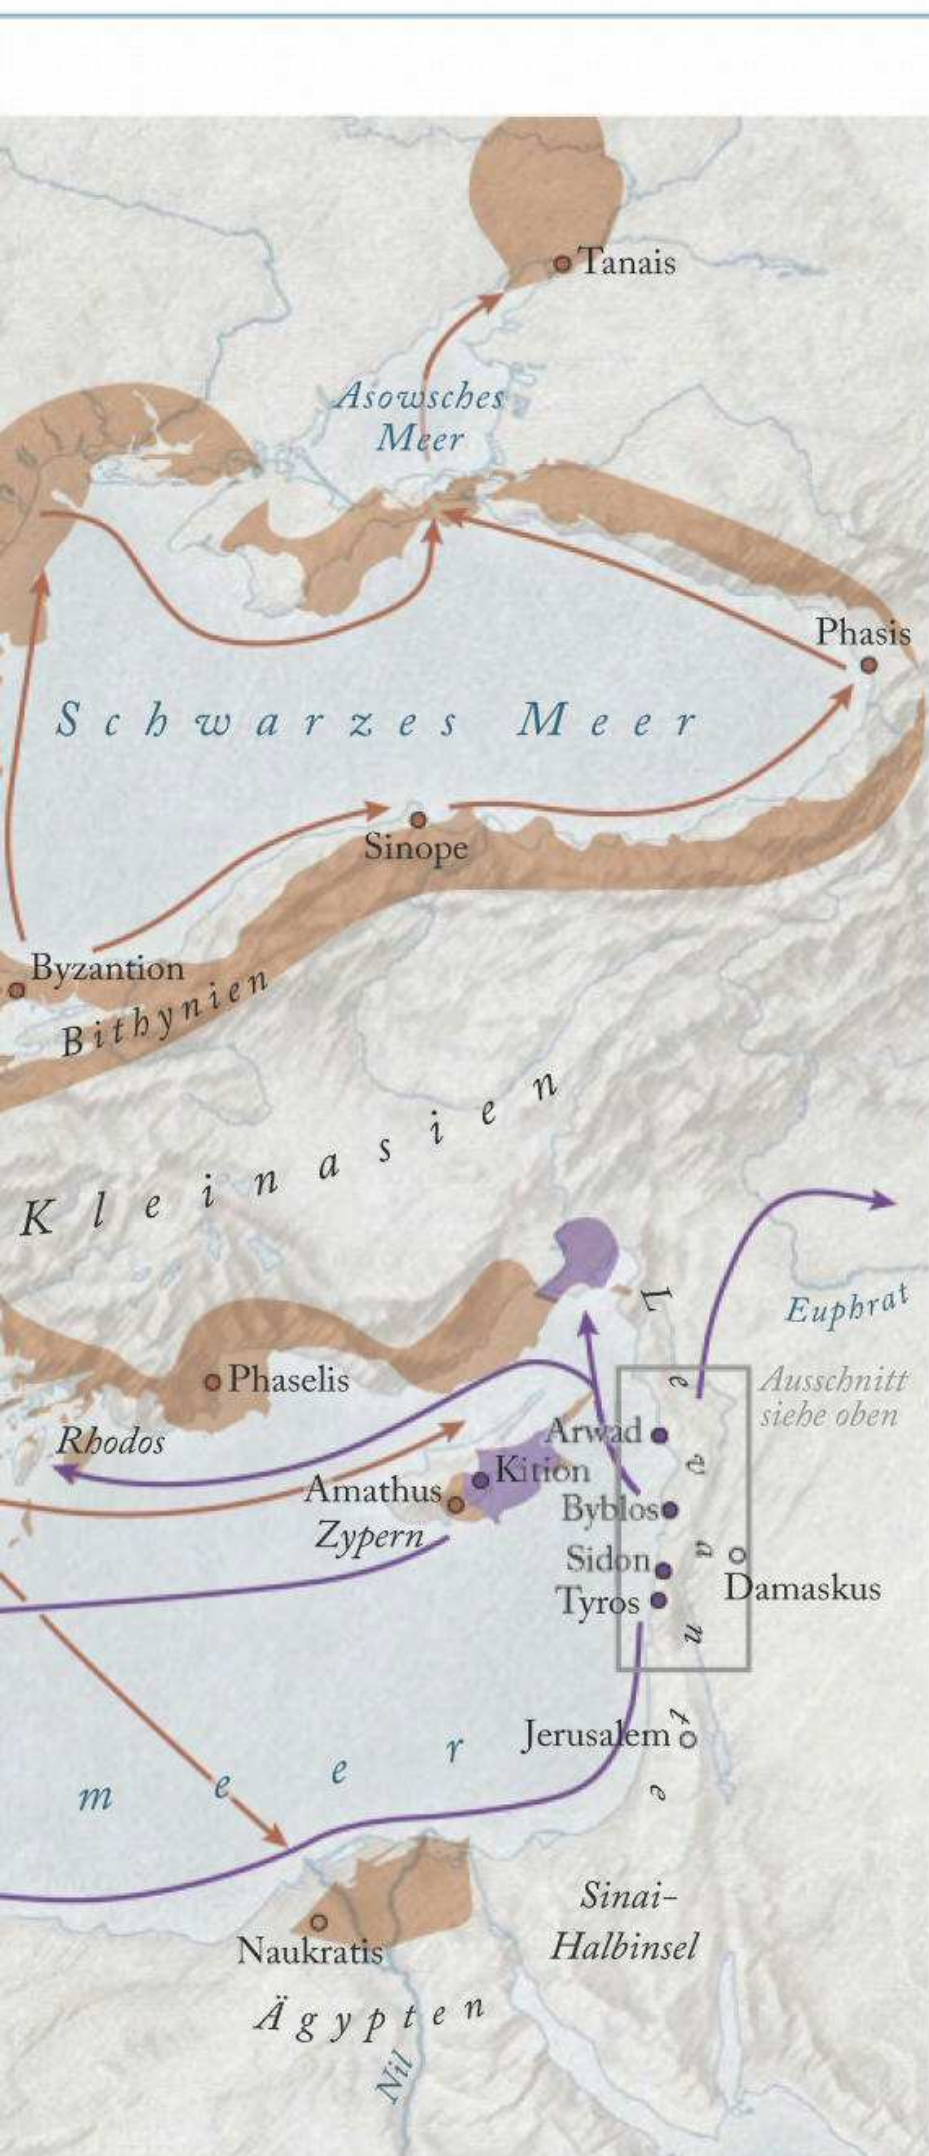 Tanais
Asowsches
Meer
Phasis
Schwarzes Meer
Sinope
Byzantion
Bithynien
Kleinasien
Levante
Euphrat
Ausschnitt
siehe oben
Phaselis
Rhodos
Arwad
Kition
Amathus
Byblos
Zypern
Sidon
Damaskus
Tyros
Jerusalem
meer
Sinai-
Halbinsel
Naukratis
Ägypten
Nil